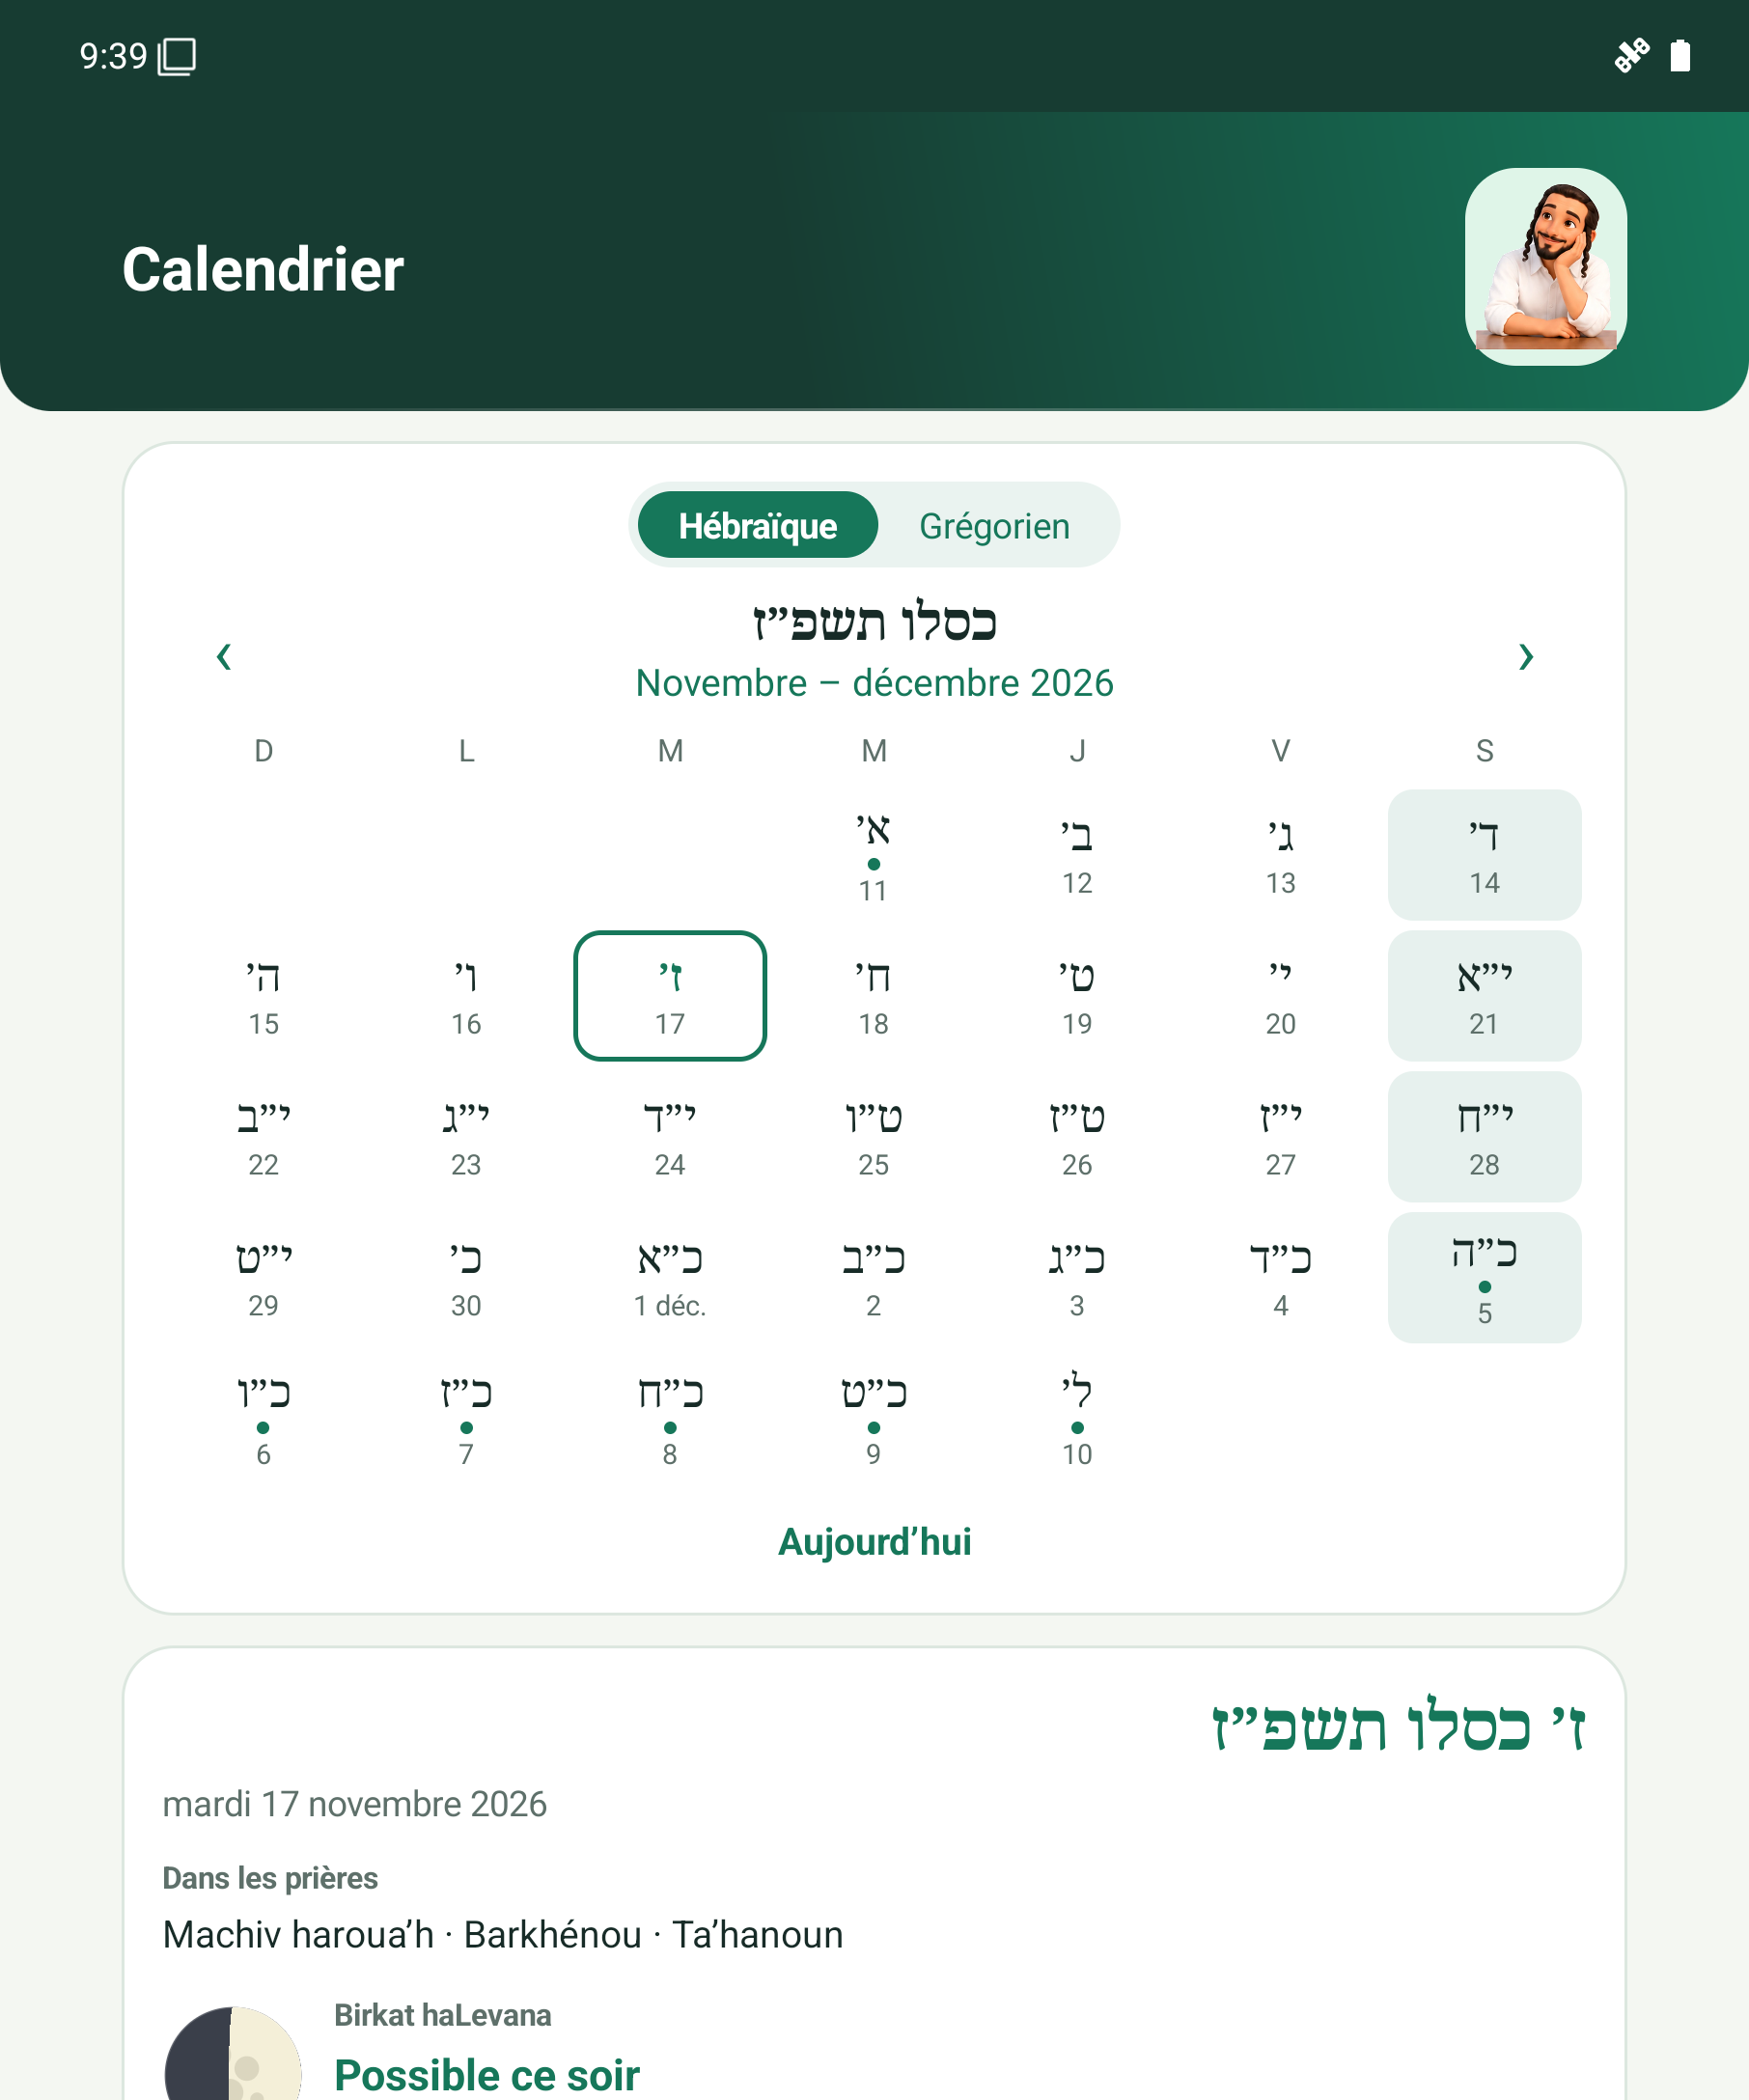 9:39
Calendrier
Hébraïque Grégorien
כסלו תשפ״ז
‹ ›
Novembre – décembre 2026
D L M M J V S
א׳ ב׳ ג׳ ד׳
11 12 13 14
ה׳ ו׳ ז׳ ח׳ ט׳ י׳ י״א
15 16 17 18 19 20 21
י״ב י״ג י״ד ט״ו ט״ז י״ז י״ח
22 23 24 25 26 27 28
י״ט כ׳ כ״א כ״ב כ״ג כ״ד כ״ה
29 30 1 déc. 2 3 4 5
כ״ו כ״ז כ״ח כ״ט ל׳
6 7 8 9 10
Aujourd’hui
ז׳ כסלו תשפ״ז
mardi 17 novembre 2026
Dans les prières
Machiv haroua’h · Barkhénou · Ta’hanoun
Birkat haLevana
Possible ce soir